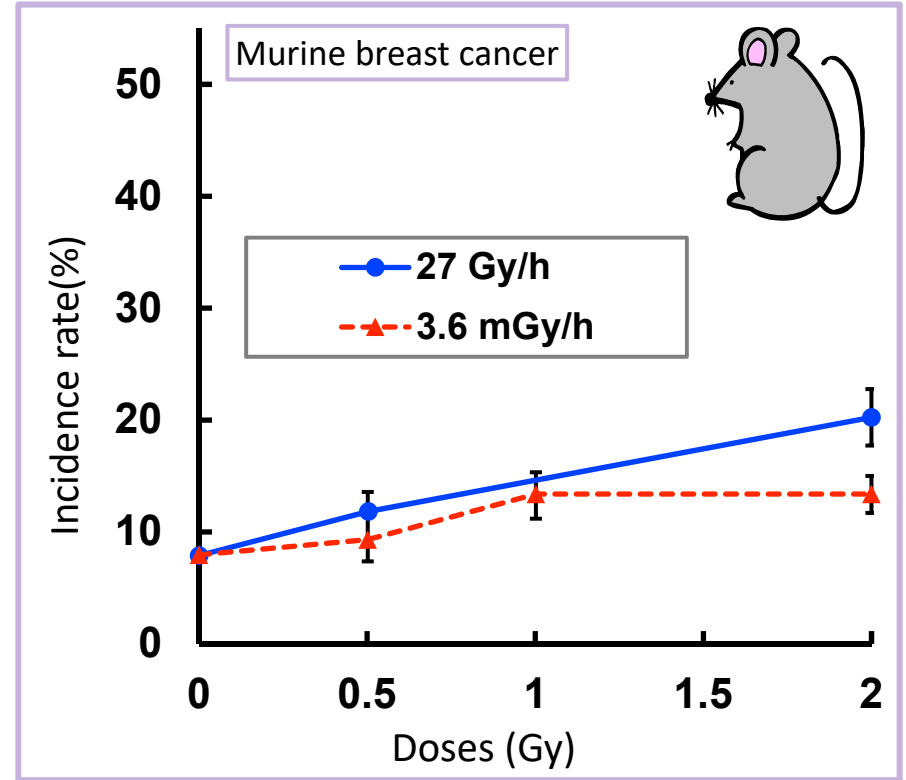 Murine breast cancer
50
40
30
20
10
0
Incidence rate(%)
27 Gy/h
3.6 mGy/h
0 0.5 1 1.5 2
Doses (Gy)